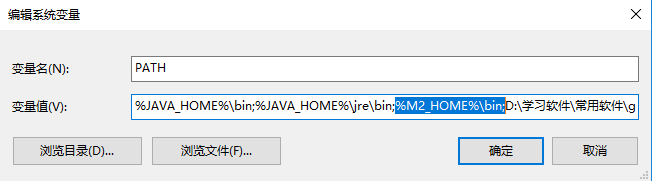 编辑系统变量
变量名(N):
PATH
变量值(V):
%JAVA_HOME%\bin;%JAVA_HOME%\jre\bin;%M2_HOME%\bin;D:\学习软件\常用软件\g
浏览目录(D)...
浏览文件(F)...
确定
取消